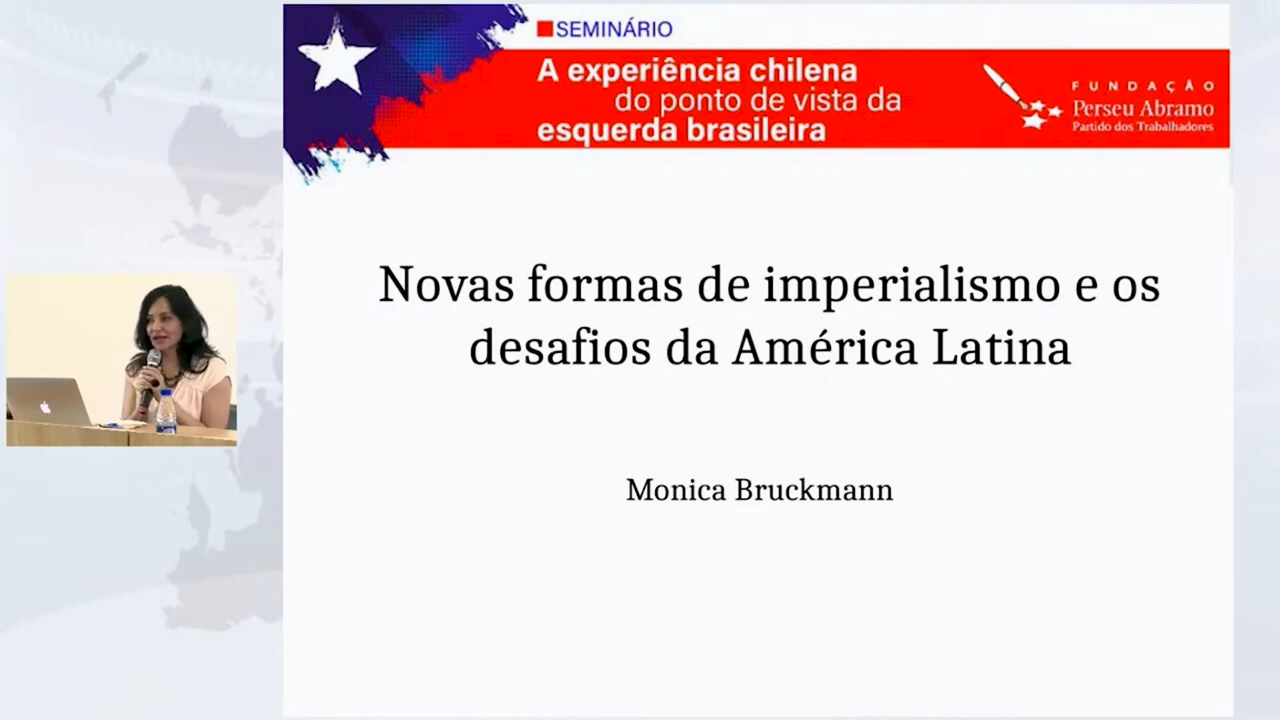 SEMINÁRIO
A experiência chilena
do ponto de vista da
esquerda brasileira
FUNDAÇÃO
Perseu Abramo
Partido dos Trabalhadores
Novas formas de imperialismo e os
desafios da América Latina
Monica Bruckmann